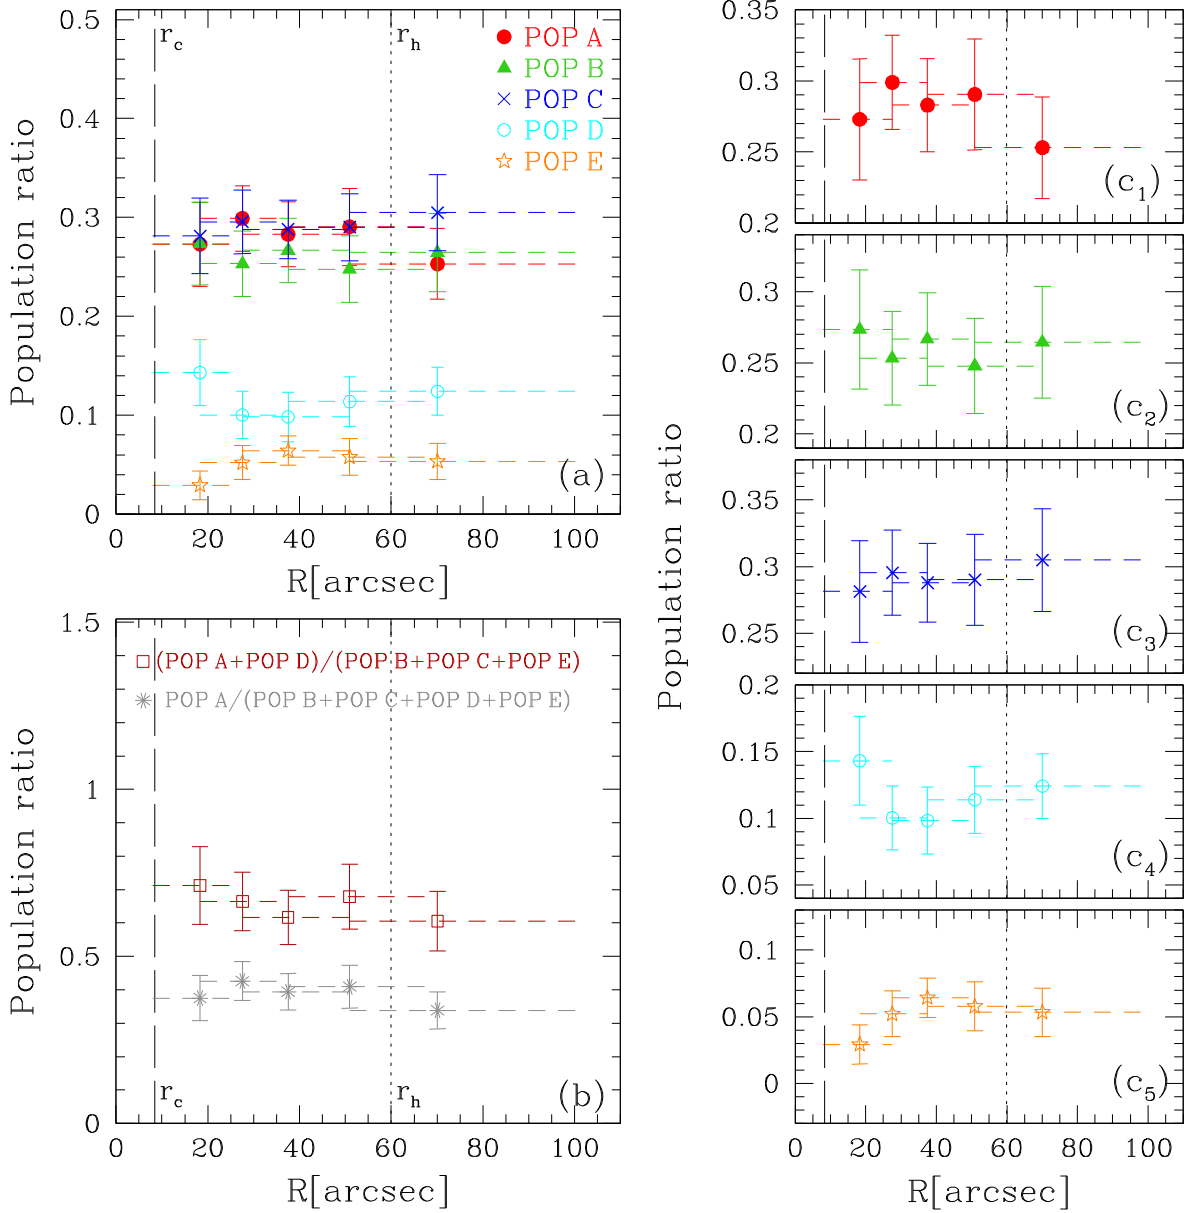 0.5
0.4
0.3
0.2
0.1
0
Population ratio
r_c
r_h
POP A
POP B
POP C
POP D
POP E
(a)
0 20 40 60 80 100
R[arcsec]
1.5
1
0.5
0
Population ratio
(POP A+POP D)/(POP B+POP C+POP E)
POP A/(POP B+POP C+POP D+POP E)
r_c
r_h
(b)
0 20 40 60 80 100
R[arcsec]
Population ratio
0.35
0.3
0.25
0.2
(c_1)
0.3
0.25
0.2
(c_2)
0.35
0.3
0.25
(c_3)
0.2
0.15
0.1
0.05
(c_4)
0.1
0.05
0
(c_5)
0 20 40 60 80 100
R[arcsec]